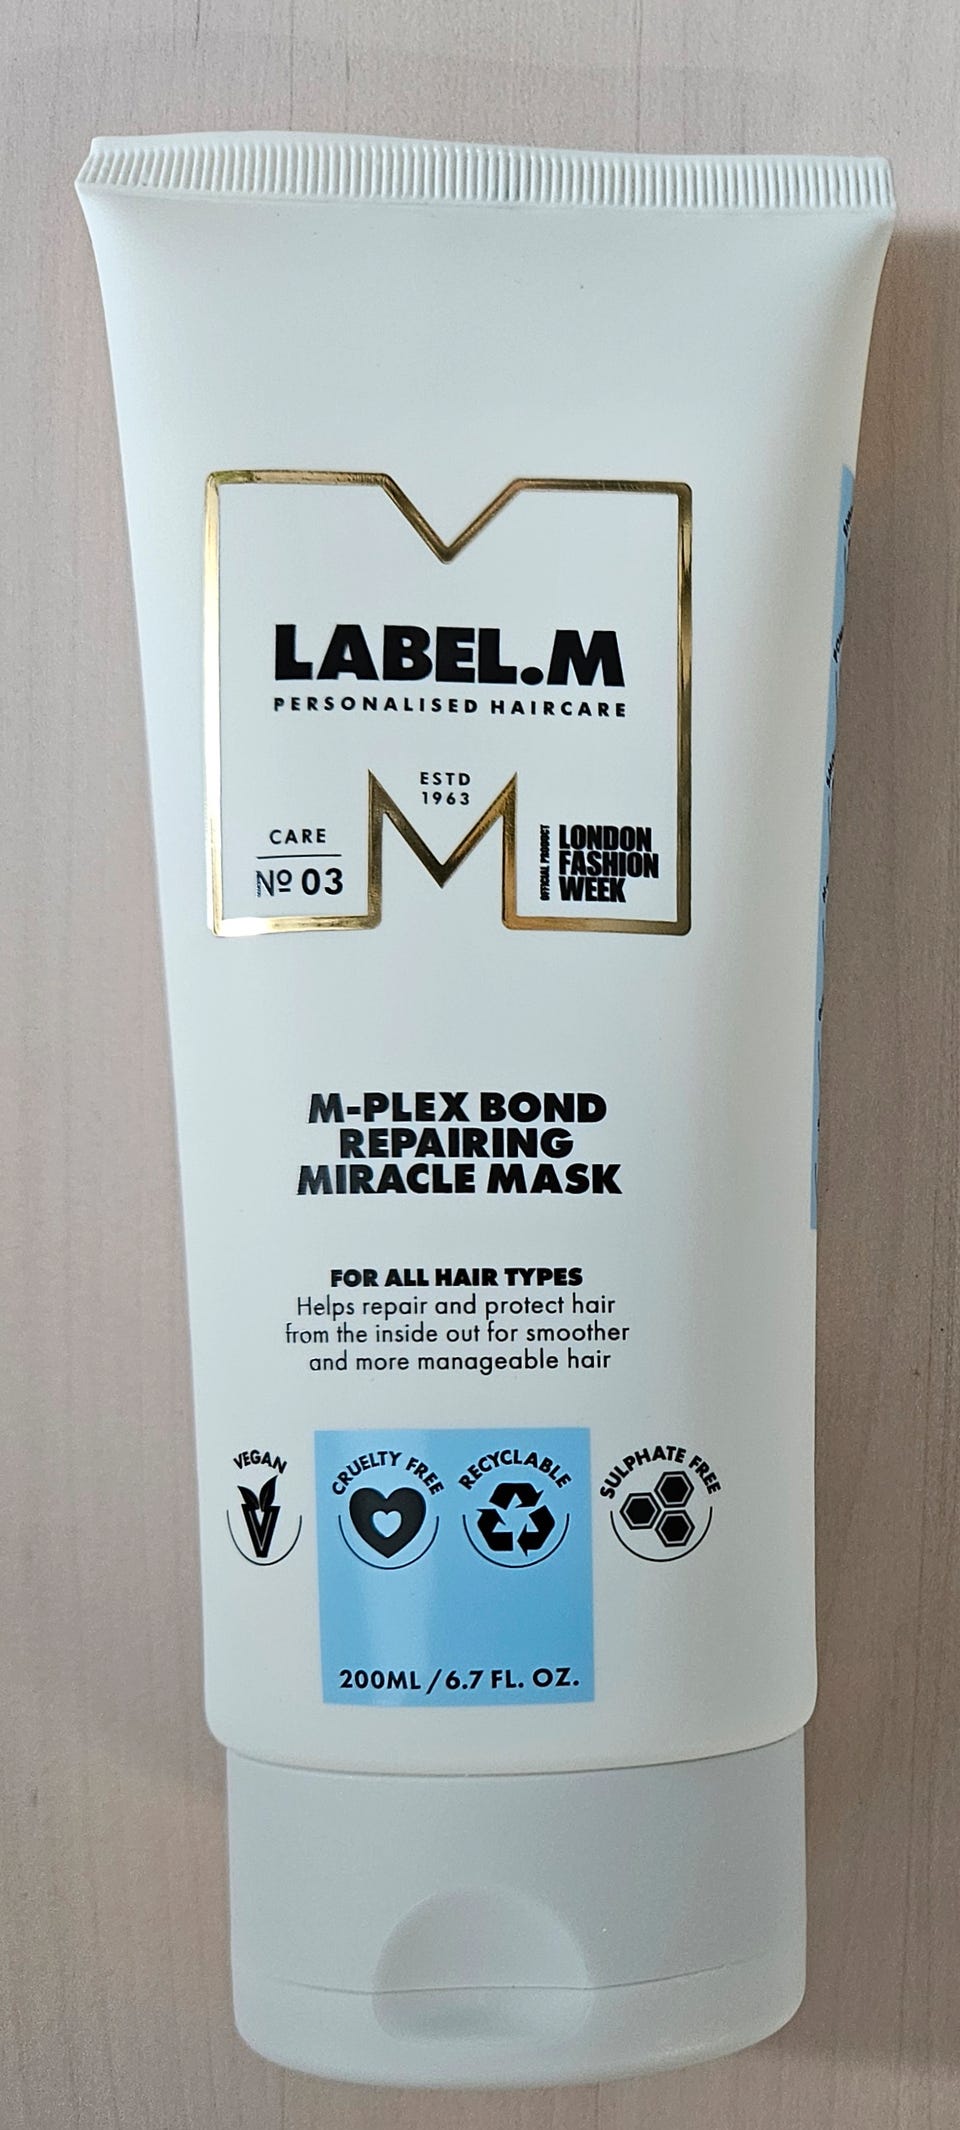 LABEL.M
PERSONALISED HAIRCARE
ESTD
1963
CARE
Nº 03
OFFICIAL PRODUCT
LONDON
FASHION
WEEK
M-PLEX BOND
REPAIRING
MIRACLE MASK
FOR ALL HAIR TYPES
Helps repair and protect hair
from the inside out for smoother
and more manageable hair
VEGAN
CRUELTY FREE
RECYCLABLE
SULPHATE FREE
200ML / 6.7 FL. OZ.